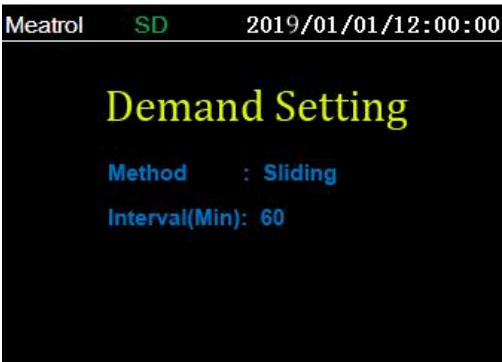 Meatrol SD 2019/01/01/12:00:00
Demand Setting
Method : Sliding
Interval(Min): 60